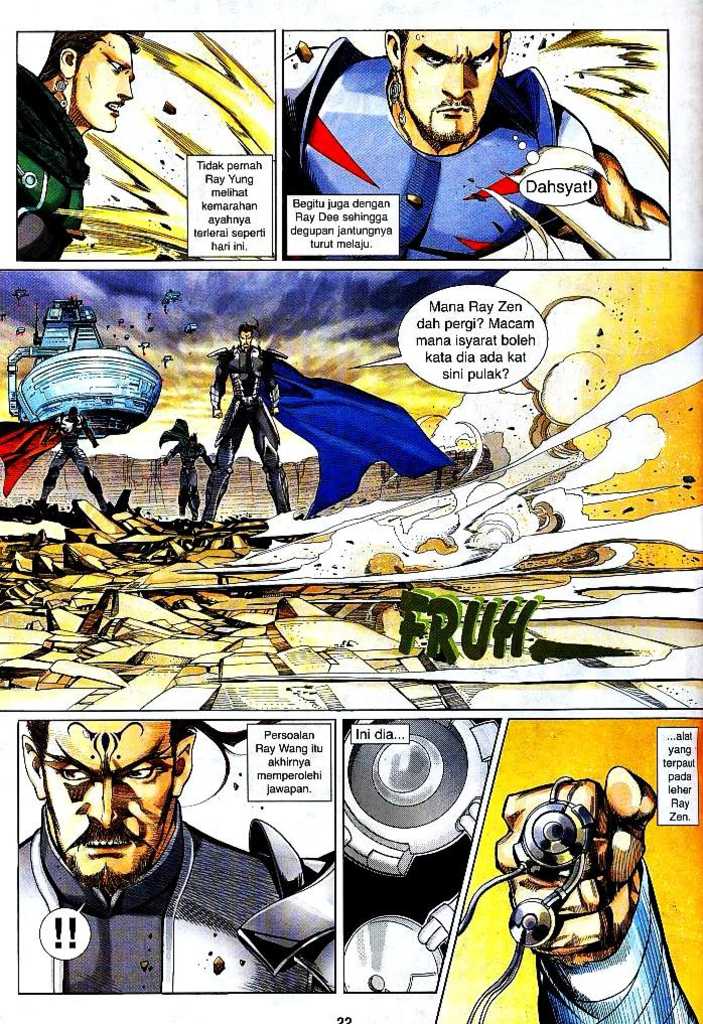 Tidak pernah
Ray Yung
melihat
kemarahan
ayahnya
terlerai seperti
hari ini.
Begitu juga dengan
Ray Dee sehingga
degupan jantungnya
turut melaju.
Dahsyat!
Mana Ray Zen
dah pergi? Macam
mana isyarat boleh
kata dia ada kat
sini pulak?
FRUH
Persoalan
Ray Wang itu
akhirnya
memperolehi
jawapan.
!!
Ini dia...
...alat
yang
terpaut
pada
leher
Ray
Zen.